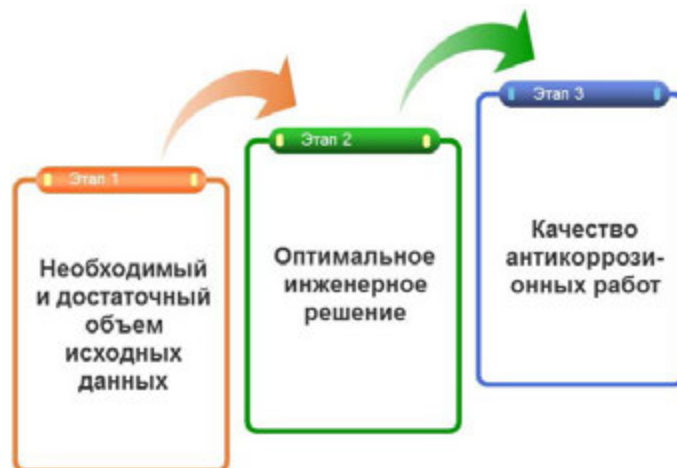 Этап 1
Необходимый
и достаточный
объем
исходных
данных
Этап 2
Оптимальное
инженерное
решение
Этап 3
Качество
антикоррози-
онных работ